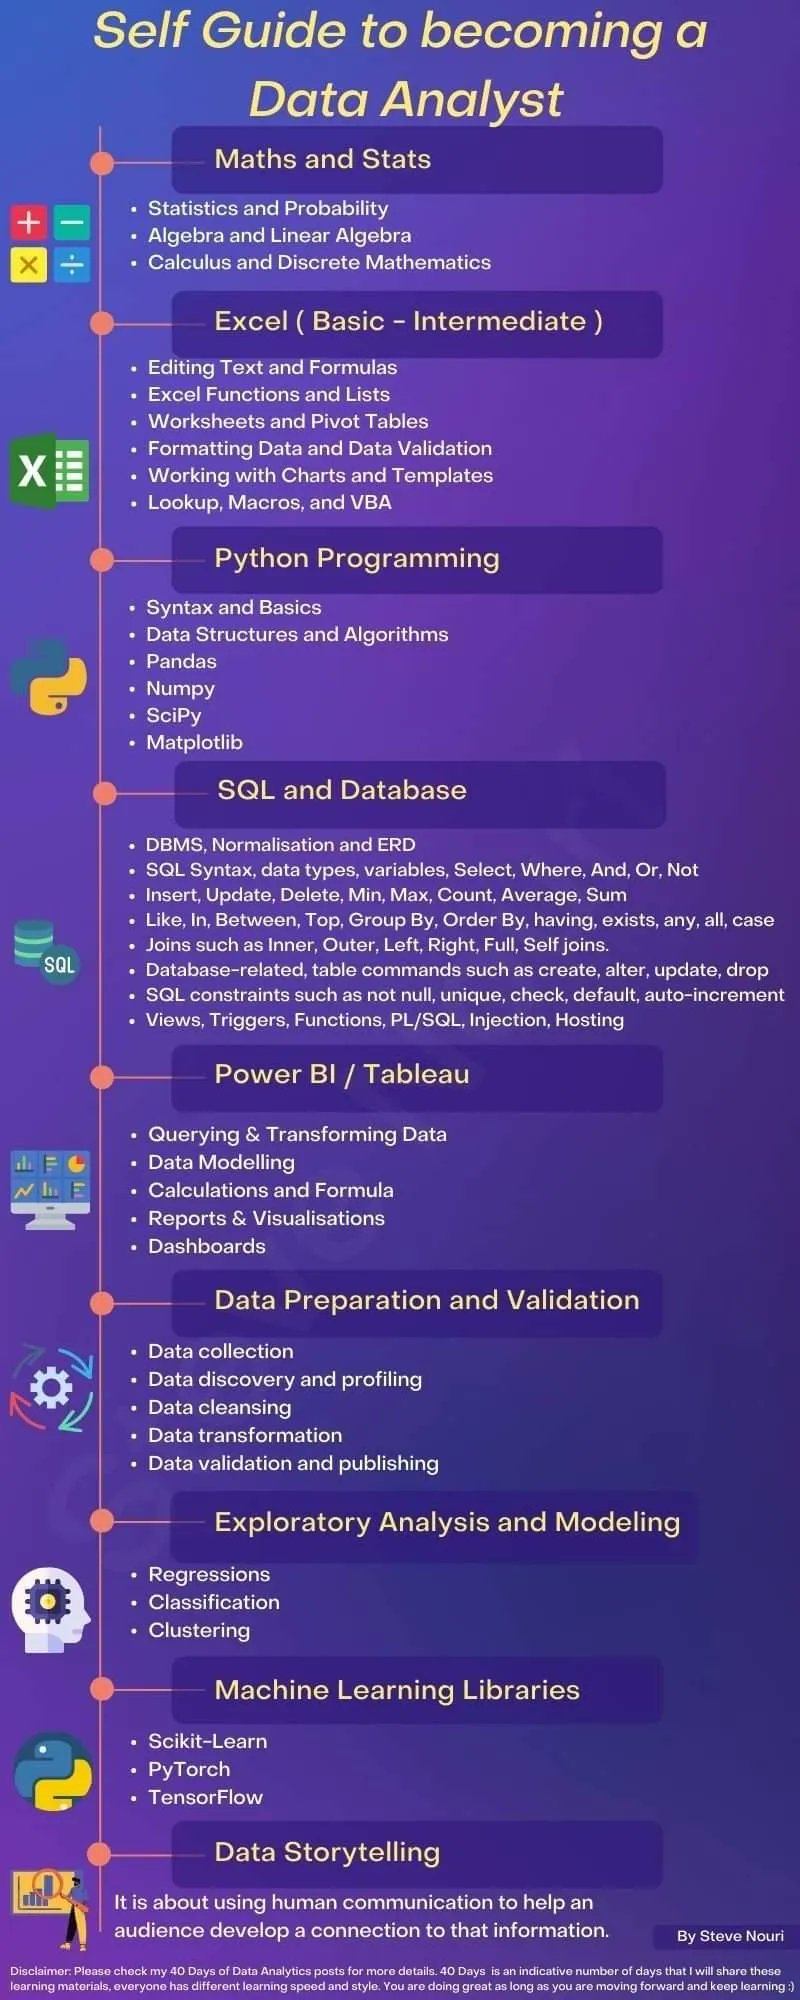 Self Guide to becoming a
Data Analyst
Maths and Stats
• Statistics and Probability
• Algebra and Linear Algebra
• Calculus and Discrete Mathematics
Excel ( Basic - Intermediate )
• Editing Text and Formulas
• Excel Functions and Lists
• Worksheets and Pivot Tables
• Formatting Data and Data Validation
• Working with Charts and Templates
• Lookup, Macros, and VBA
X
Python Programming
• Syntax and Basics
• Data Structures and Algorithms
• Pandas
• Numpy
• SciPy
• Matplotlib
SQL and Database
• DBMS, Normalisation and ERD
• SQL Syntax, data types, variables, Select, Where, And, Or, Not
• Insert, Update, Delete, Min, Max, Count, Average, Sum
• Like, In, Between, Top, Group By, Order By, having, exists, any, all, case
• Joins such as Inner, Outer, Left, Right, Full, Self joins.
• Database-related, table commands such as create, alter, update, drop
• SQL constraints such as not null, unique, check, default, auto-increment
• Views, Triggers, Functions, PL/SQL, Injection, Hosting
SQL
Power BI / Tableau
• Querying & Transforming Data
• Data Modelling
• Calculations and Formula
• Reports & Visualisations
• Dashboards
Data Preparation and Validation
• Data collection
• Data discovery and profiling
• Data cleansing
• Data transformation
• Data validation and publishing
Exploratory Analysis and Modeling
• Regressions
• Classification
• Clustering
Machine Learning Libraries
• Scikit-Learn
• PyTorch
• TensorFlow
Data Storytelling
It is about using human communication to help an
audience develop a connection to that information.
By Steve Nouri
Disclaimer: Please check my 40 Days of Data Analytics posts for more details. 40 Days is an indicative number of days that I will share these
learning materials, everyone has different learning speed and style. You are doing great as long as you are moving forward and keep learning :)